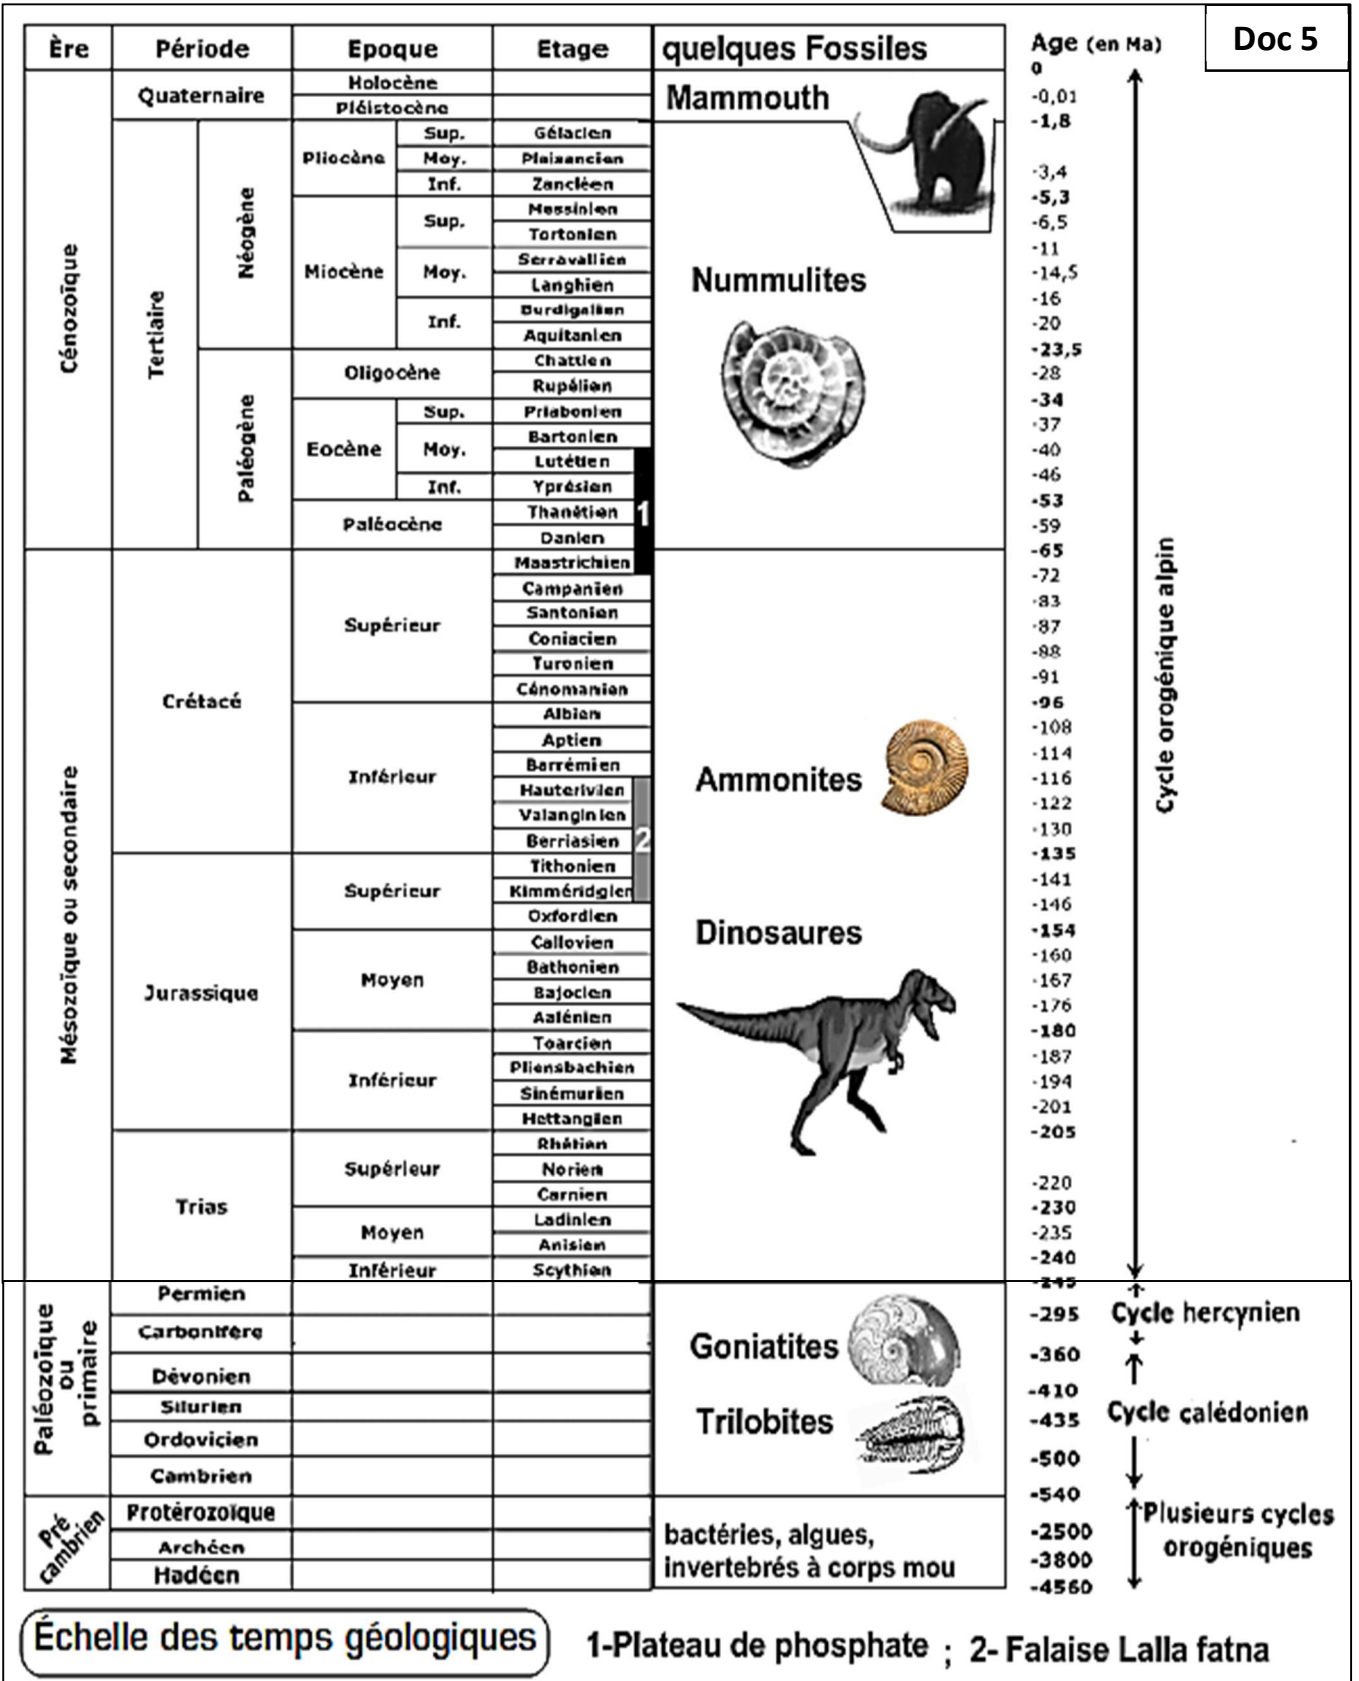 Doc 5
Ère Période Epoque Etage quelques Fossiles Age (en Ma)
0
Cénozoïque
Quaternaire
Holocène
Pléistocène
Mammouth
-0,01
-1,8
Tertiaire
Néogène
Pliocène
Sup. Gélacien
Moy. Plaisancien
-3,4
Inf. Zancléen
-5,3
Miocène
Sup.
Messinien
-6,5
Tortonien
-11
Moy.
Serravallien
-14,5
Langhien
-16
Inf.
Burdigalien
-20
Aquitanien
-23,5
Nummulites
Paléogène
Oligocène
Chattien
-28
Rupélien
-34
Eocène
Sup. Priabonien
-37
Moy.
Bartonien
-40
Lutétien
-46
Inf. Yprésien
-53
1
Paléocène
Thanétien
-59
Danien
-65
Mésozoïque ou secondaire
Crétacé
Supérieur
Maastrichien
-72
Campanien
-83
Santonien
-87
Coniacien
-88
Turonien
-91
Cénomanien
-96
Inférieur
Albien
-108
Aptien
-114
Barrémien
-116
Hauterivien
-122
Valanginien
-130
Berriasien
-135
2
Ammonites
Jurassique
Supérieur
Tithonien
-141
Kimméridgien
-146
Oxfordien
-154
Dinosaures
Moyen
Callovien
-160
Bathonien
-167
Bajocien
-176
Aalénien
-180
Inférieur
Toarcien
-187
Pliensbachien
-194
Sinémurien
-201
Hettangien
-205
Trias
Supérieur
Rhétien
Norien
-220
Carnien
-230
Moyen
Ladinien
-235
Anisien
-240
Inférieur Scythien
-245
Cycle orogénique alpin
Paléozoïque
ou
primaire
Permien
-295
Carbonifère
-360
Dévonien
-410
Silurien
-435
Ordovicien
-500
Cambrien
-540
Goniatites
Trilobites
Cycle hercynien
Cycle calédonien
Pré
cambrien
Protérozoïque
-2500
Archéen
-3800
Hadéen
-4560
bactéries, algues,
invertebrés à corps mou
Plusieurs cycles
orogéniques
Échelle des temps géologiques
1-Plateau de phosphate ; 2- Falaise Lalla fatna